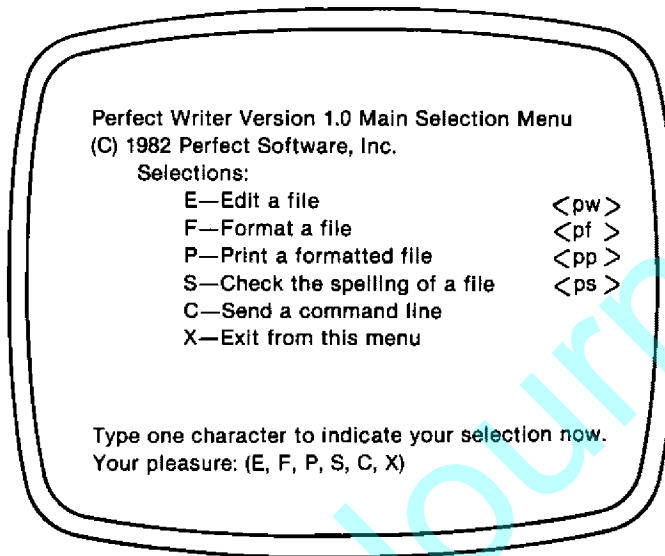 Perfect Writer Version 1.0 Main Selection Menu
(C) 1982 Perfect Software, Inc.
Selections:
E—Edit a file <pw>
F—Format a file <pf >
P—Print a formatted file <pp >
S—Check the spelling of a file <ps >
C—Send a command line
X—Exit from this menu
Type one character to indicate your selection now.
Your pleasure: (E, F, P, S, C, X)